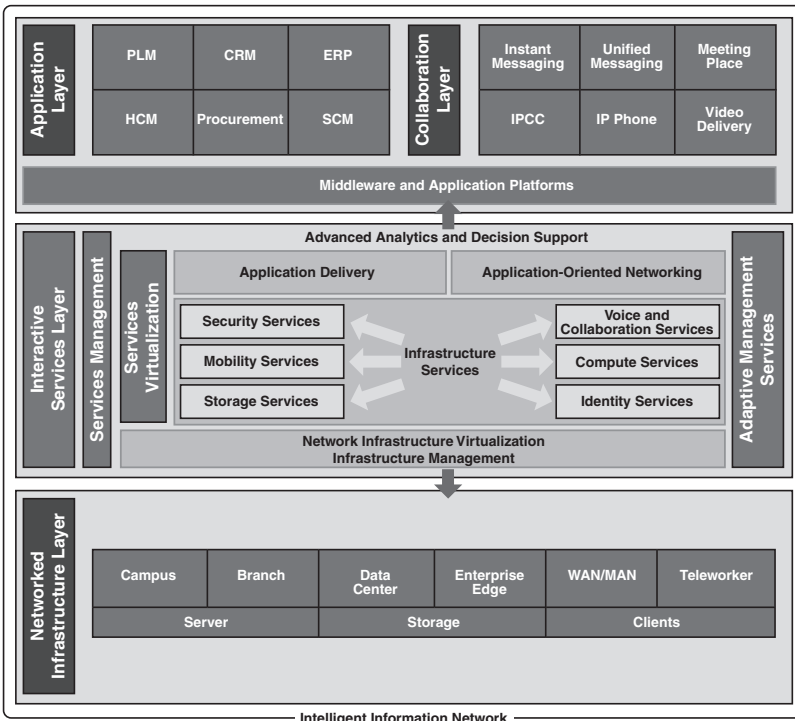 Application
Layer
PLM
CRM
ERP
HCM
Procurement
SCM
Collaboration
Layer
Instant
Messaging
Unified
Messaging
Meeting
Place
IPCC
IP Phone
Video
Delivery
Middleware and Application Platforms
Interactive
Services Layer
Services Management
Services
Virtualization
Advanced Analytics and Decision Support
Application Delivery
Application-Oriented Networking
Security Services
Mobility Services
Storage Services
Infrastructure
Services
Voice and
Collaboration Services
Compute Services
Identity Services
Network Infrastructure Virtualization
Infrastructure Management
Adaptive Management
Services
Networked
Infrastructure Layer
Campus
Branch
Data
Center
Enterprise
Edge
WAN/MAN
Teleworker
Server
Storage
Clients
Intelligent Information Network